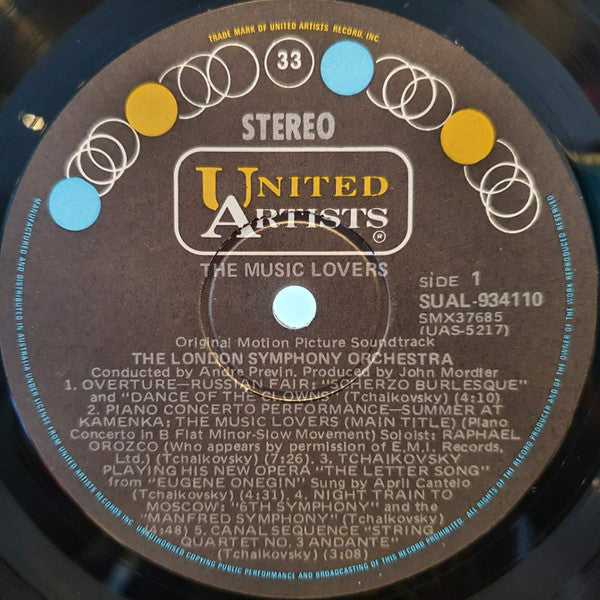 TRADE MARK OF UNITED ARTISTS RECORD, INC.
33
STEREO
UNITED
ARTISTS
®
THE MUSIC LOVERS
SIDE 1
SUAL-934110
SMX37685
(UAS-5217)
Original Motion Picture Soundtrack
THE LONDON SYMPHONY ORCHESTRA
Conducted by Andre Previn. Produced by John Mordler
1. OVERTURE—RUSSIAN FAIR; "SCHERZO BURLESQUE"
and "DANCE OF THE CLOWNS" (Tchaikovsky) (4:10)
2. PIANO CONCERTO PERFORMANCE—SUMMER AT
KAMENKA; THE MUSIC LOVERS (MAIN TITLE) (Piano
Concerto in B Flat Minor-Slow Movement) Soloist: RAPHAEL
OROZCO (Who appears by permission of E.M.I. Records,
Ltd.) (Tchaikovsky) (7:26) 3. TCHAIKOVSKY
PLAYING HIS NEW OPERA "THE LETTER SONG"
from "EUGENE ONEGIN" Sung by April Cantelo
(Tchaikovsky) (4:31) 4. NIGHT TRAIN TO
MOSCOW: "6TH SYMPHONY" and the
"MANFRED SYMPHONY" (Tchaikovsky)
(4:48) 5. CANAL SEQUENCE "STRING
QUARTET NO. 3 ANDANTE"
(Tchaikovsky) (3:08)
MANUFACTURED AND DISTRIBUTED IN AUSTRALIA UNDER LICENSE FROM UNITED ARTISTS RECORDS INC. UNAUTHORISED COPYING PUBLIC PERFORMANCE AND BROADCASTING OF THIS RECORD PROHIBITED. ALL RIGHTS OF THE RECORD PRODUCER AND OF THE OWNER OF THE WORK REPRODUCED RESERVED